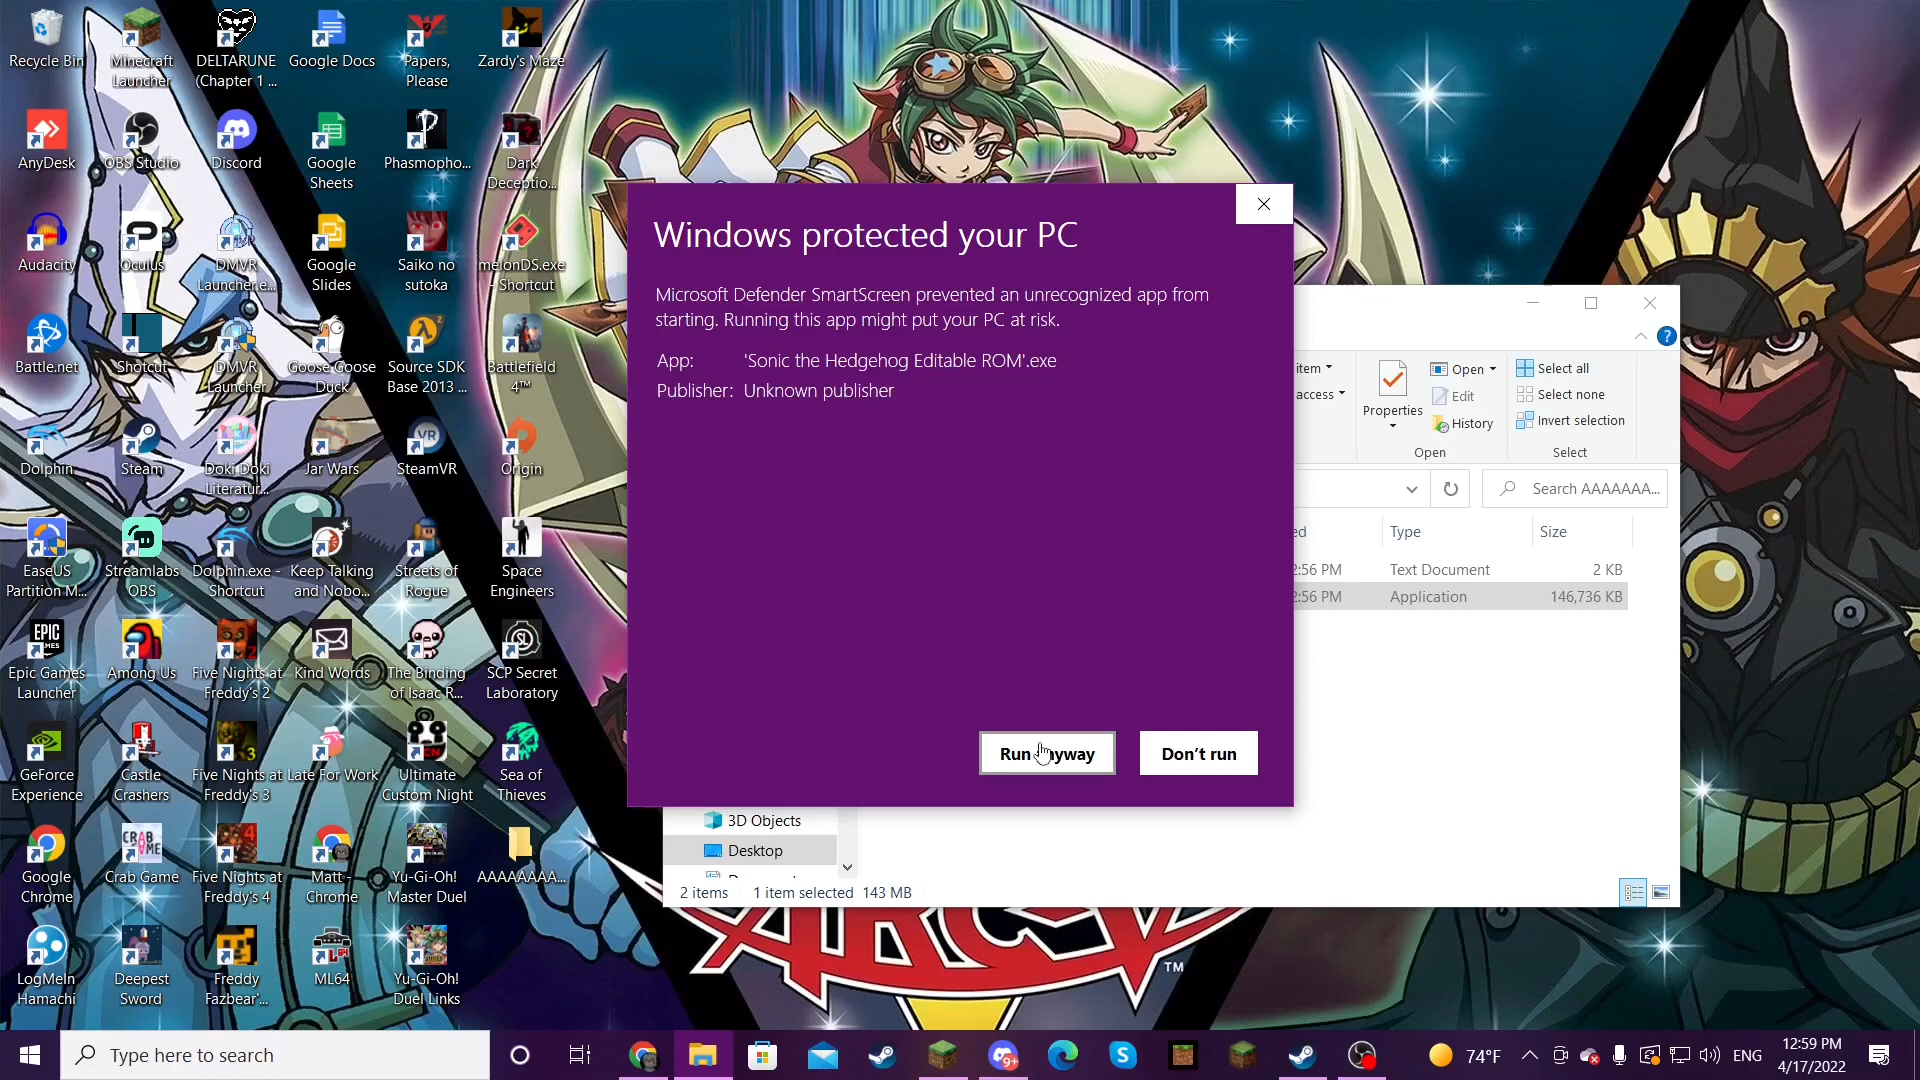 Recycle Bin
Minecraft
Launcher
DELTARUNE
(Chapter 1 ...
Google Docs
Papers,
Please
Zardy's Maze
AnyDesk
OBS Studio
Discord
Google
Sheets
Phasmopho...
Dark
Deceptio...
Audacity
Oculus
DMVR
Launcher.e...
Google
Slides
Saiko no
sutoka
melonDS.exe
- Shortcut
Battle.net
Shotcut
DMVR
Launcher
Goose Goose
Duck
Source SDK
Base 2013 ...
Battlefield
4™
Dolphin
Steam
Doki Doki
Literatur...
Jar Wars
SteamVR
Origin
EaseUS
Partition M...
Streamlabs
OBS
Dolphin.exe -
Shortcut
Keep Talking
and Nobo...
Streets of
Rogue
Space
Engineers
Epic Games
Launcher
Among Us
Five Nights at
Freddy's 2
Kind Words
The Binding
of Isaac R...
SCP Secret
Laboratory
GeForce
Experience
Castle
Crashers
Five Nights at
Freddy's 3
Late For Work
Ultimate
Custom Night
Sea of
Thieves
Google
Chrome
Crab Game
Five Nights at
Freddy's 4
Matt -
Chrome
Yu-Gi-Oh!
Master Duel
AAAAAAAA...
LogMeIn
Hamachi
Deepest
Sword
Freddy
Fazbear'...
ML64
Yu-Gi-Oh!
Duel Links
Windows protected your PC
Microsoft Defender SmartScreen prevented an unrecognized app from
starting. Running this app might put your PC at risk.
App: 'Sonic the Hedgehog Editable ROM'.exe
Publisher: Unknown publisher
Run anyway
Don't run
item
access
Properties
Open
Edit
History
Open
Select all
Select none
Invert selection
Select
Search AAAAAAA...
ed
Type
Size
2:56 PM
Text Document
2 KB
2:56 PM
Application
146,736 KB
3D Objects
Desktop
2 items
1 item selected 143 MB
ARC-V
TM
Type here to search
9+
74°F
ENG
12:59 PM
4/17/2022